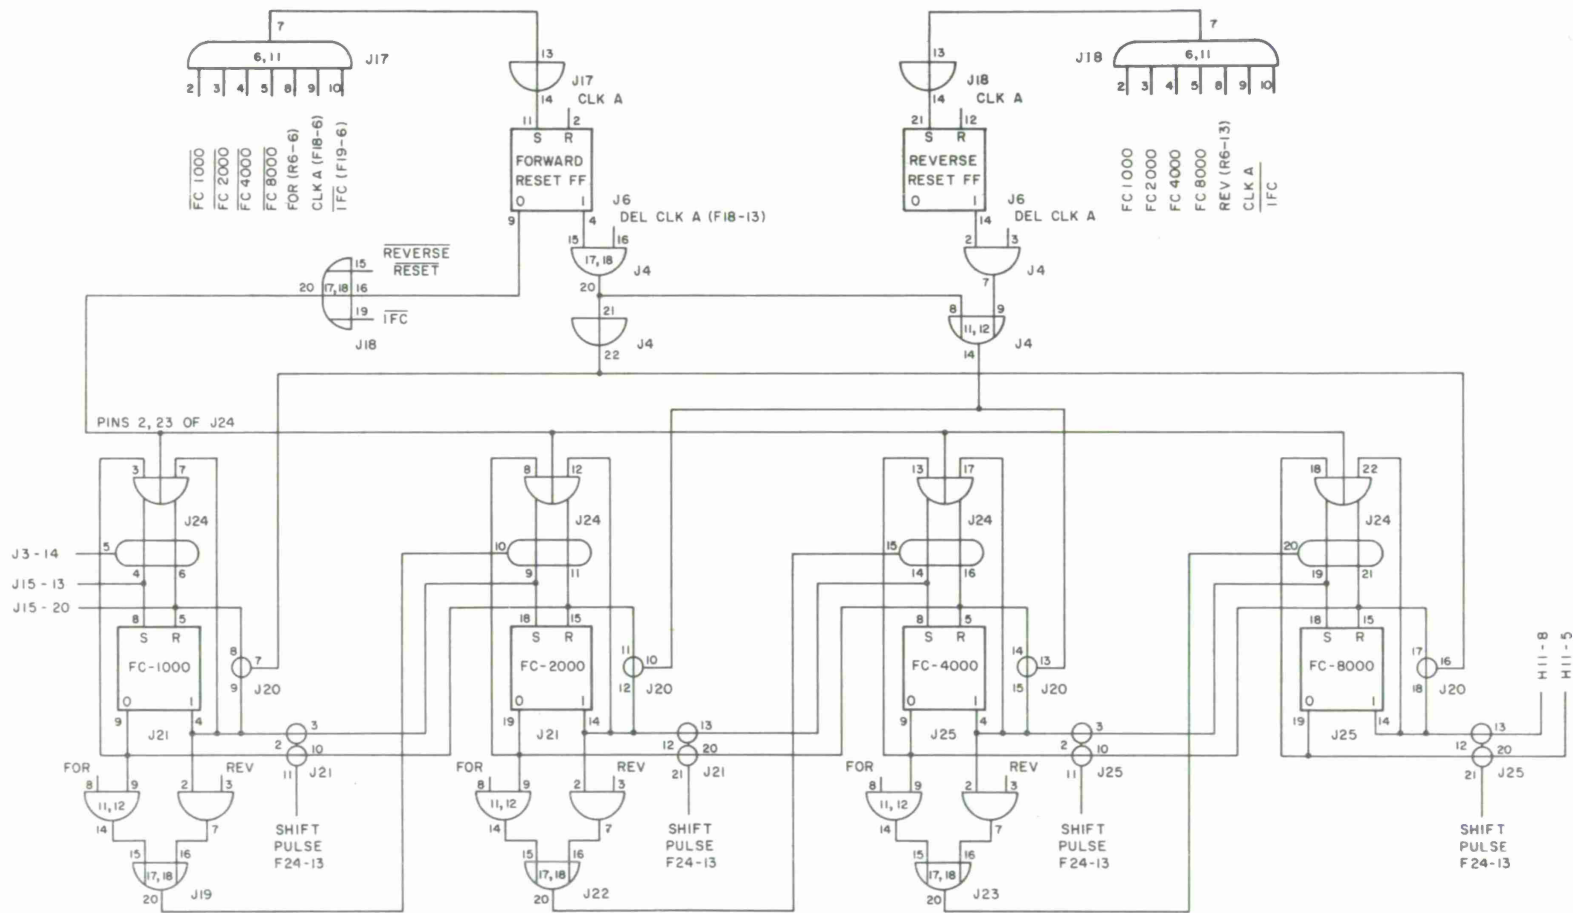 7
6,11
J17
2 3 4 5 8 9 10
FC 1000
FC 2000
FC 4000
FC 8000
FOR (R6-6)
CLK A (F18-6)
IFC (F19-6)
13
J17
14
CLK A
11
2
S R
FORWARD
RESET FF
0 1
9
4
J6
DEL CLK A (F18-13)
15
16
17,18
J4
20
21
J4
22
7
J18
6,11
2 3 4 5 8 9 10
FC 1000
FC 2000
FC 4000
FC 8000
REV (R6-13)
CLK A
IFC
13
J18
14
CLK A
21
12
S R
REVERSE
RESET FF
0 1
14
J6
DEL CLK A
2
3
J4
7
8
9
11,12
J4
14
REVERSE
RESET
15
20
17,18
16
19
IFC
J18
PINS 2, 23 OF J24
3 7
J24
J3-14
5
4 6
J15-13
J15-20
8 5
S R
FC-1000
0 1
9 4
J21
8
7
9
J20
3
2 10
11 J21
SHIFT
PULSE
F24-13
FOR
REV
8 9
11,12
14
2 3
7
15 16
17,18
20
J19
8 12
J24
10
9 11
18 15
S R
FC-2000
0 1
19 14
J21
11
10
12
J20
13
12 20
21 J21
SHIFT
PULSE
F24-13
FOR
REV
8 9
11,12
14
2 3
7
15 16
17,18
20
J22
13 17
J24
15
14 16
8 5
S R
FC-4000
0 1
9 4
J25
14
13
15
J20
3
2 10
11 J25
SHIFT
PULSE
F24-13
FOR
REV
8 9
11,12
14
2 3
7
15 16
17,18
20
J23
18 22
J24
20
19 21
18 15
S R
FC-8000
0 1
19 14
J25
17
16
18
J20
13
12 20
21 J25
SHIFT
PULSE
F24-13
H11-8
H11-5